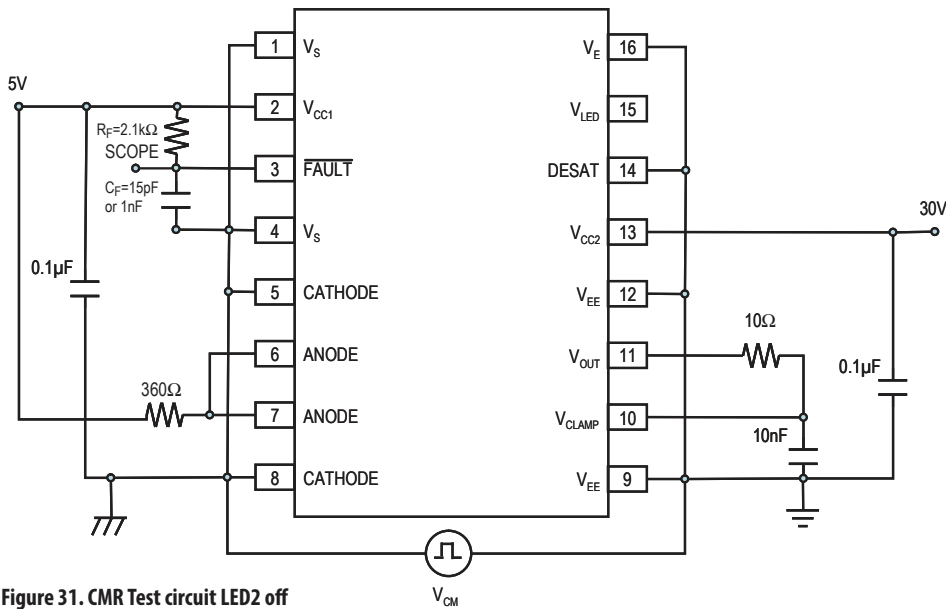 1 V_S
V_E 16
5V
2 V_CC1
V_LED 15
R_F=2.1kΩ
SCOPE
3 F̅A̅U̅L̅T̅
DESAT 14
C_F=15pF
or 1nF
4 V_S
V_CC2 13
30V
0.1µF
5 CATHODE
V_EE 12
10Ω
6 ANODE
V_OUT 11
0.1µF
360Ω
7 ANODE
V_CLAMP 10
10nF
8 CATHODE
V_EE 9
Figure 31. CMR Test circuit LED2 off
V_CM